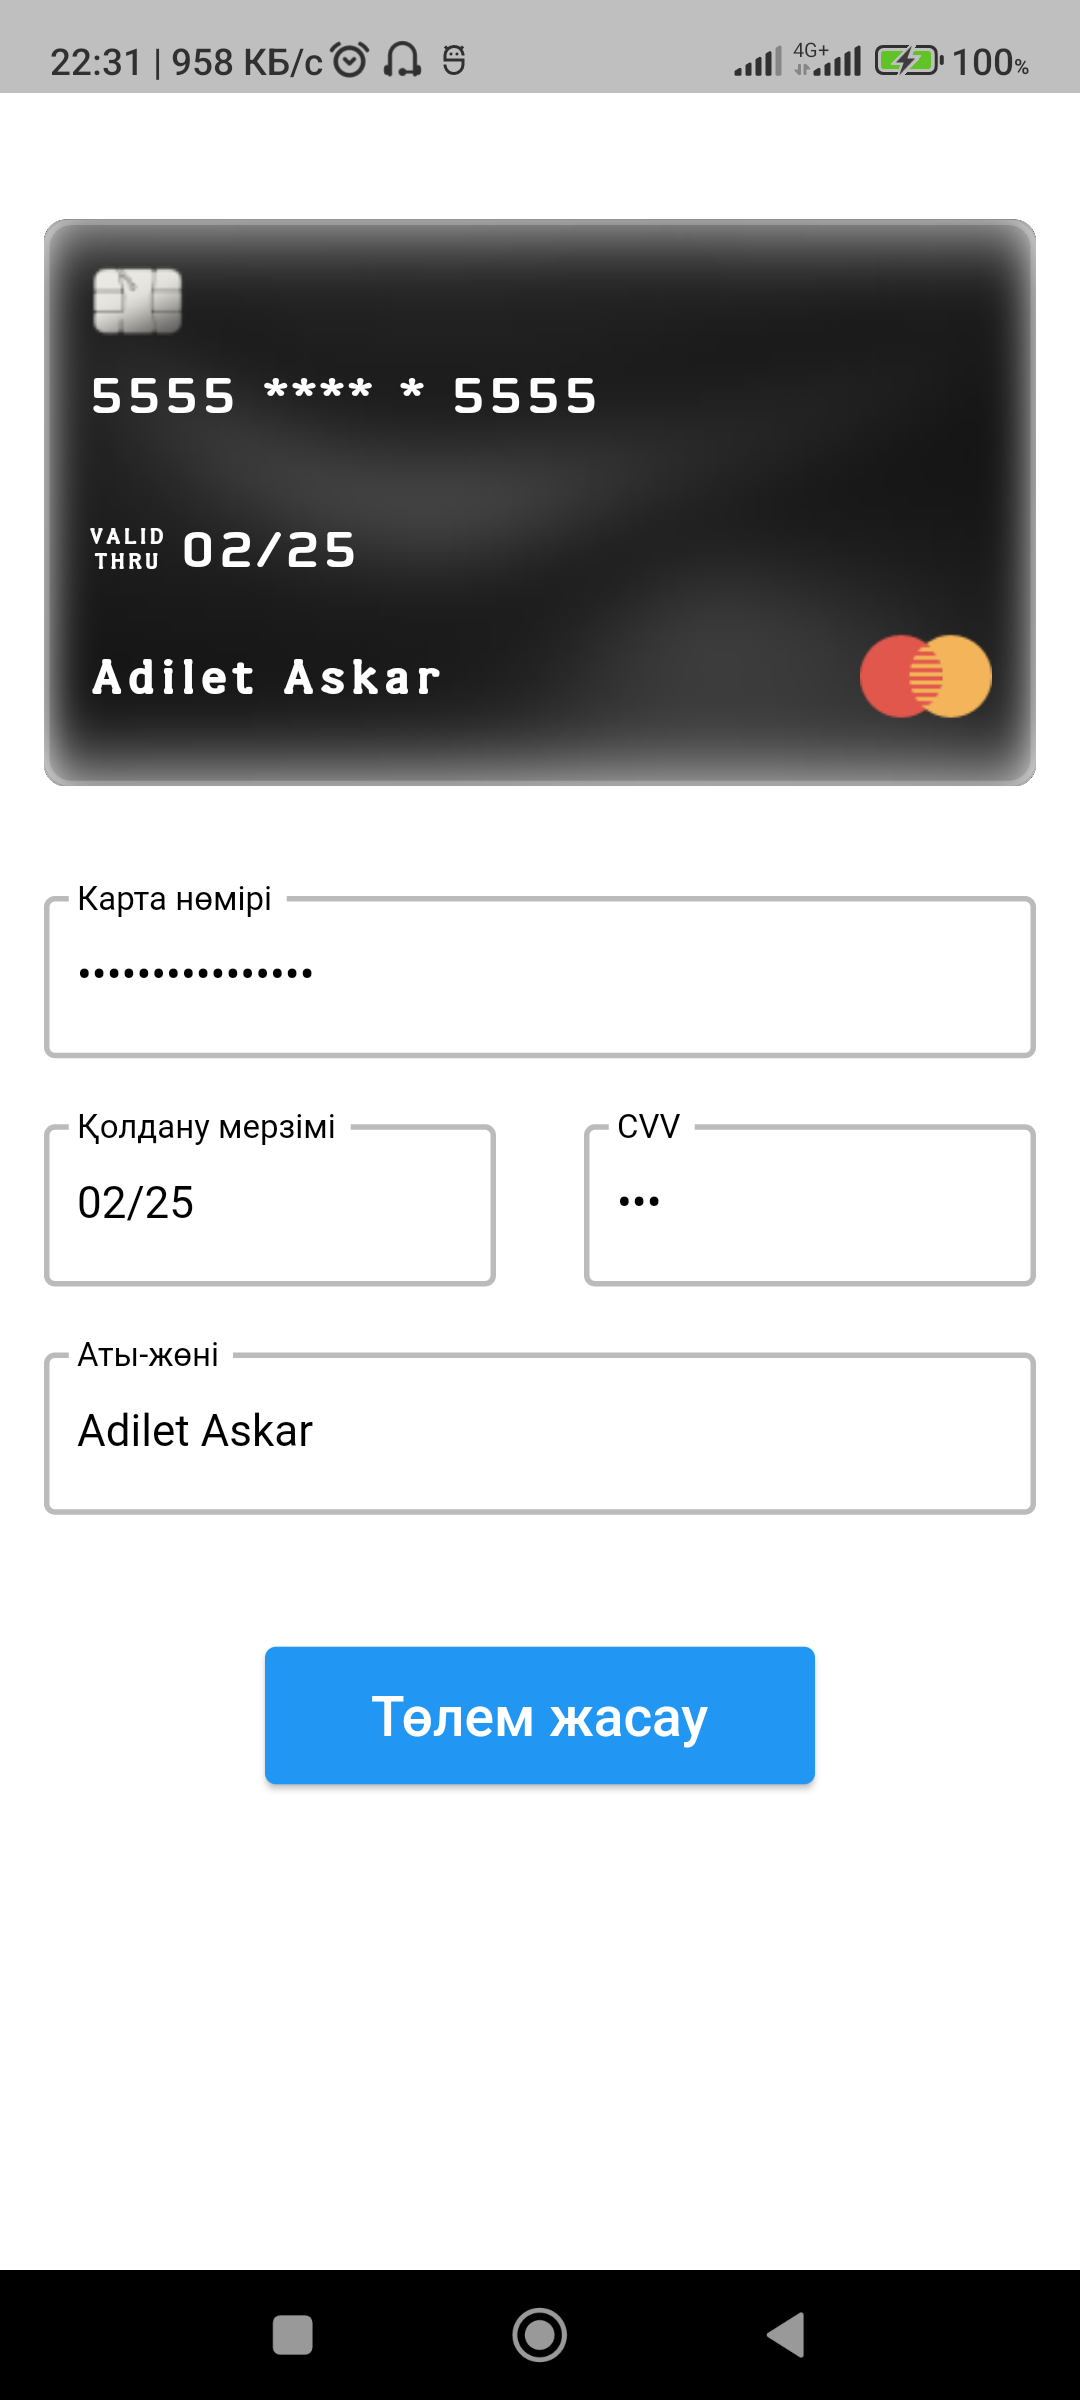 22:31 | 958 КБ/с 4G+ 100%
5555 **** * 5555
VALID
THRU 02/25
Adilet Askar
Карта нөмірі
••••••••••••••••
Қолдану мерзімі CVV
02/25 •••
Аты-жөні
Adilet Askar
Төлем жасау